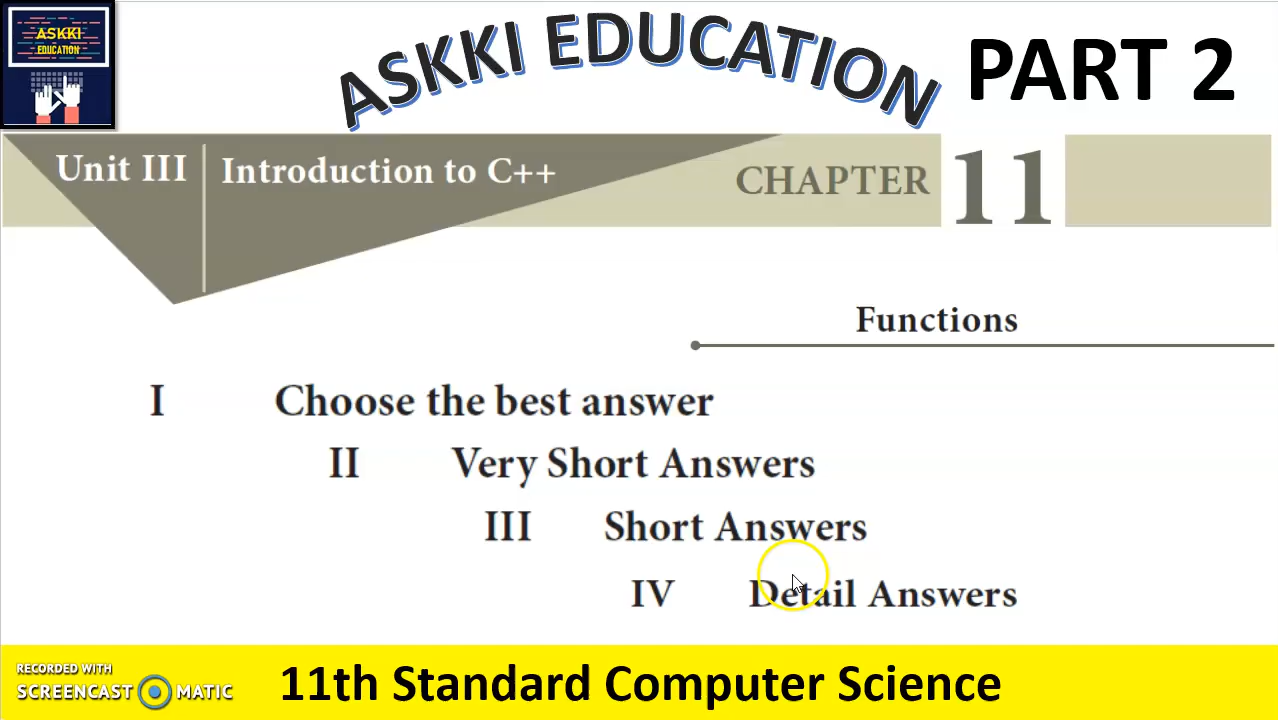 ASKKI
EDUCATION
ASKKI EDUCATION
PART 2
Unit III
Introduction to C++
CHAPTER 11
Functions
I Choose the best answer
II Very Short Answers
III Short Answers
IV Detail Answers
RECORDED WITH
SCREENCAST MATIC
11th Standard Computer Science